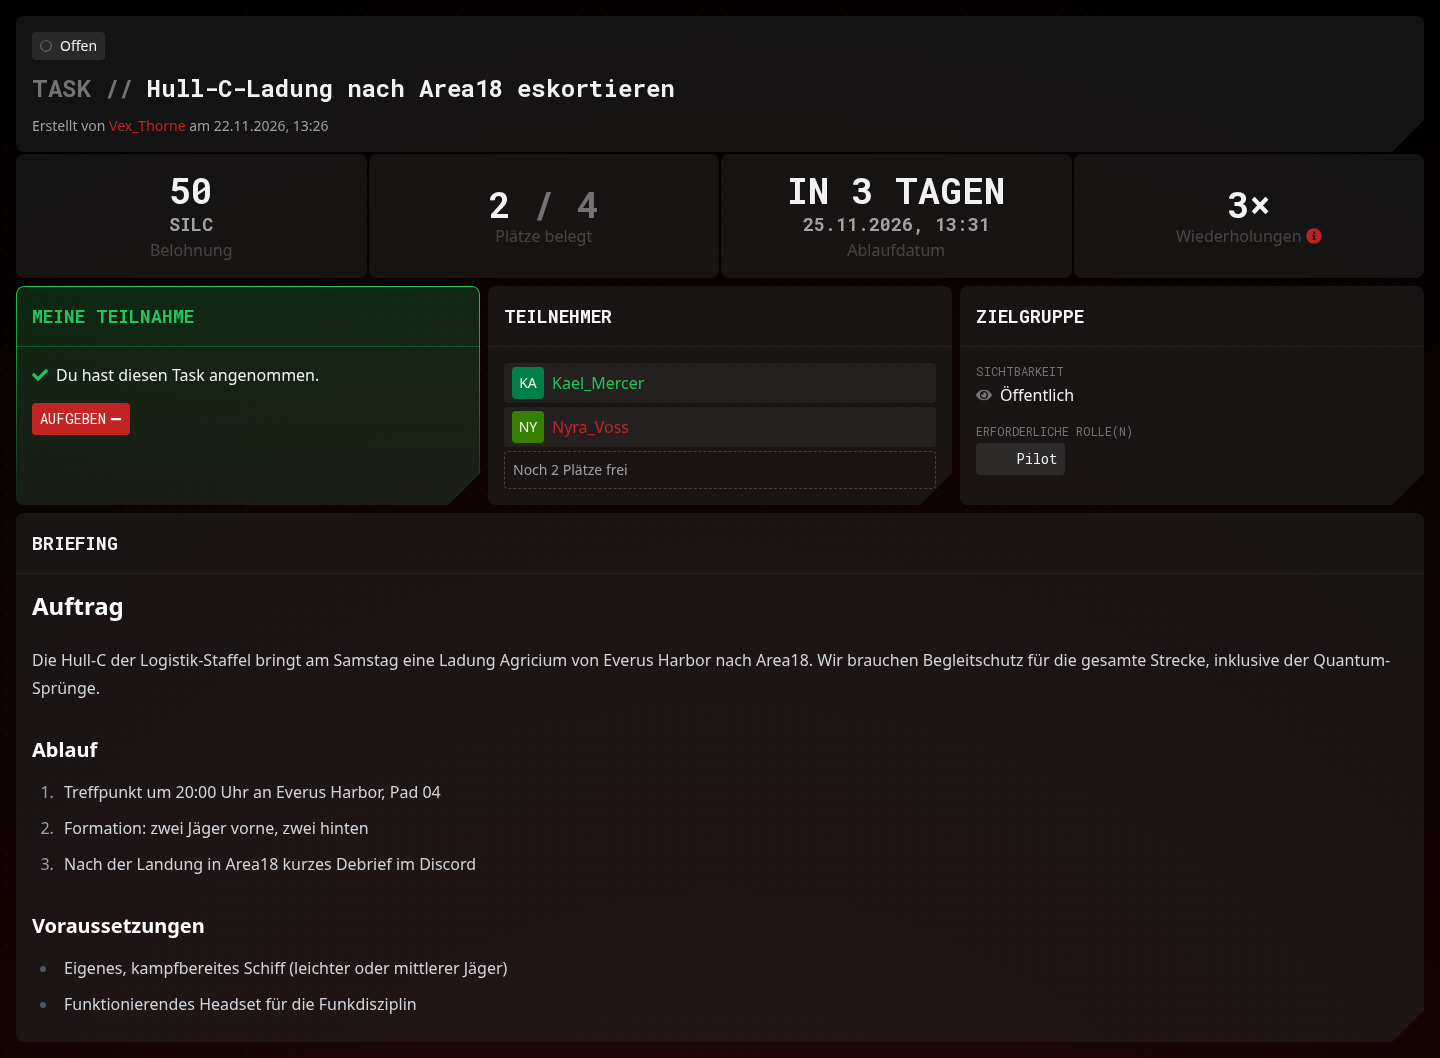 Offen
TASK // Hull-C-Ladung nach Area18 eskortieren
Erstellt von Vex_Thorne am 22.11.2026, 13:26
50
SILC
Belohnung
2 / 4
Plätze belegt
IN 3 TAGEN
25.11.2026, 13:31
Ablaufdatum
3×
Wiederholungen
MEINE TEILNAHME
Du hast diesen Task angenommen.
AUFGEBEN
TEILNEHMER
KA Kael_Mercer
NY Nyra_Voss
Noch 2 Plätze frei
ZIELGRUPPE
SICHTBARKEIT
Öffentlich
ERFORDERLICHE ROLLE(N)
Pilot
BRIEFING
Auftrag
Die Hull-C der Logistik-Staffel bringt am Samstag eine Ladung Agricium von Everus Harbor nach Area18. Wir brauchen Begleitschutz für die gesamte Strecke, inklusive der Quantum-
Sprünge.
Ablauf
1. Treffpunkt um 20:00 Uhr an Everus Harbor, Pad 04
2. Formation: zwei Jäger vorne, zwei hinten
3. Nach der Landung in Area18 kurzes Debrief im Discord
Voraussetzungen
• Eigenes, kampfbereites Schiff (leichter oder mittlerer Jäger)
• Funktionierendes Headset für die Funkdisziplin